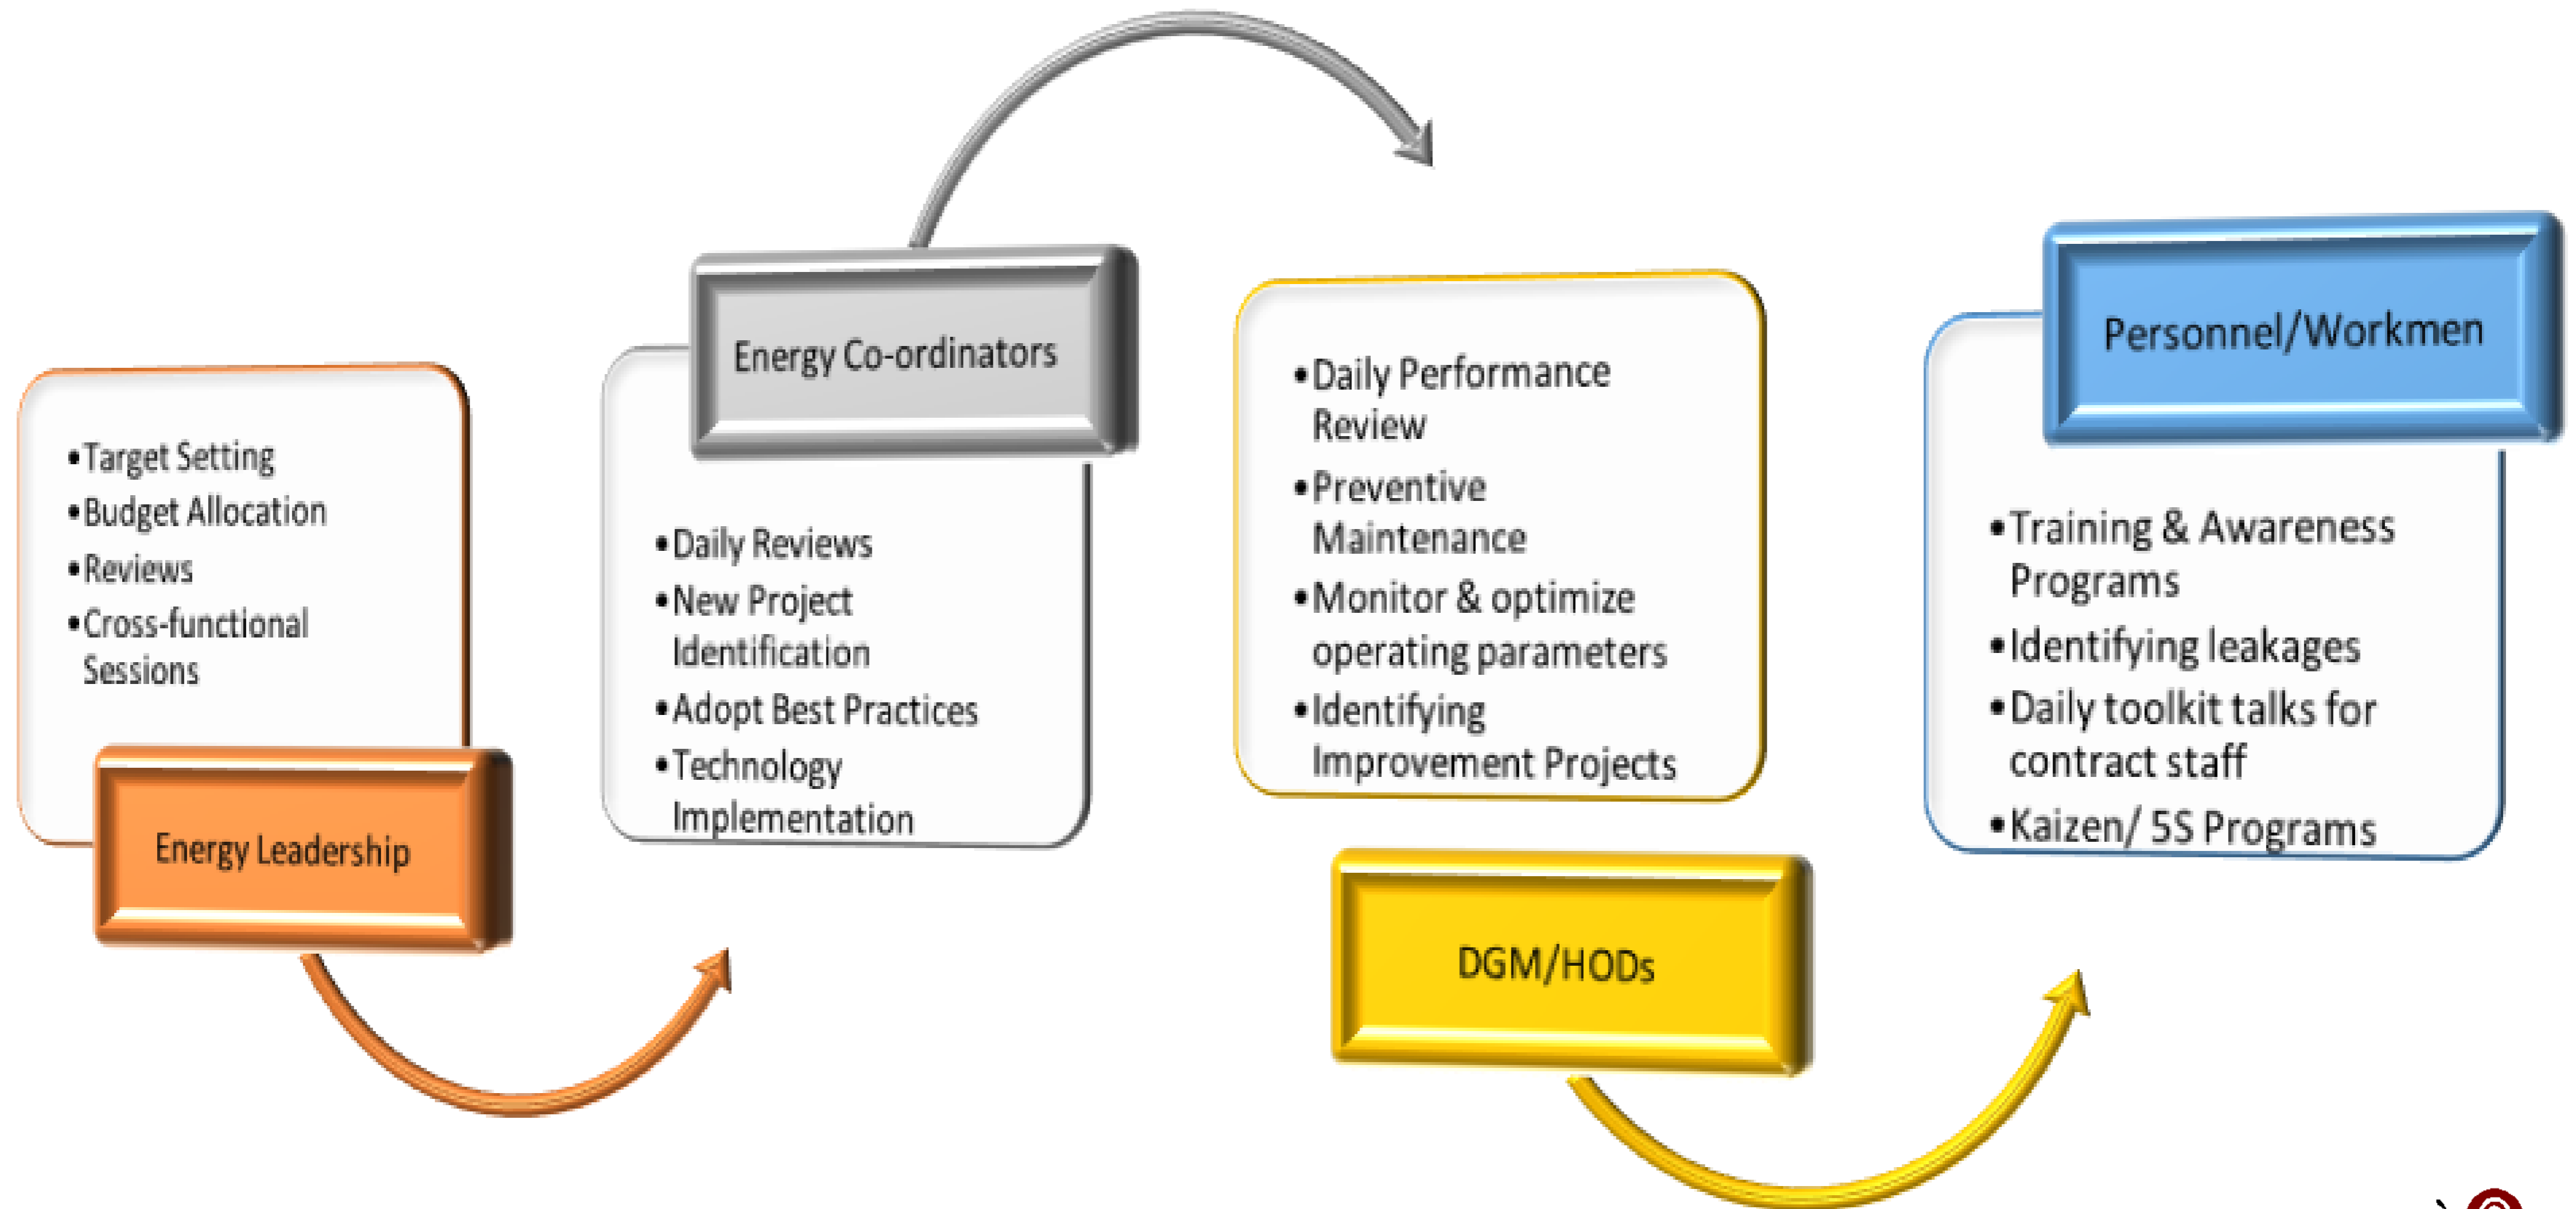 •Target Setting
•Budget Allocation
•Reviews
•Cross-functional
Sessions
Energy Leadership
Energy Co-ordinators
•Daily Reviews
•New Project
Identification
•Adopt Best Practices
•Technology
Implementation
•Daily Performance
Review
•Preventive
Maintenance
•Monitor & optimize
operating parameters
•Identifying
Improvement Projects
DGM/HODs
Personnel/Workmen
•Training & Awareness
Programs
•Identifying leakages
•Daily toolkit talks for
contract staff
•Kaizen/ 5S Programs